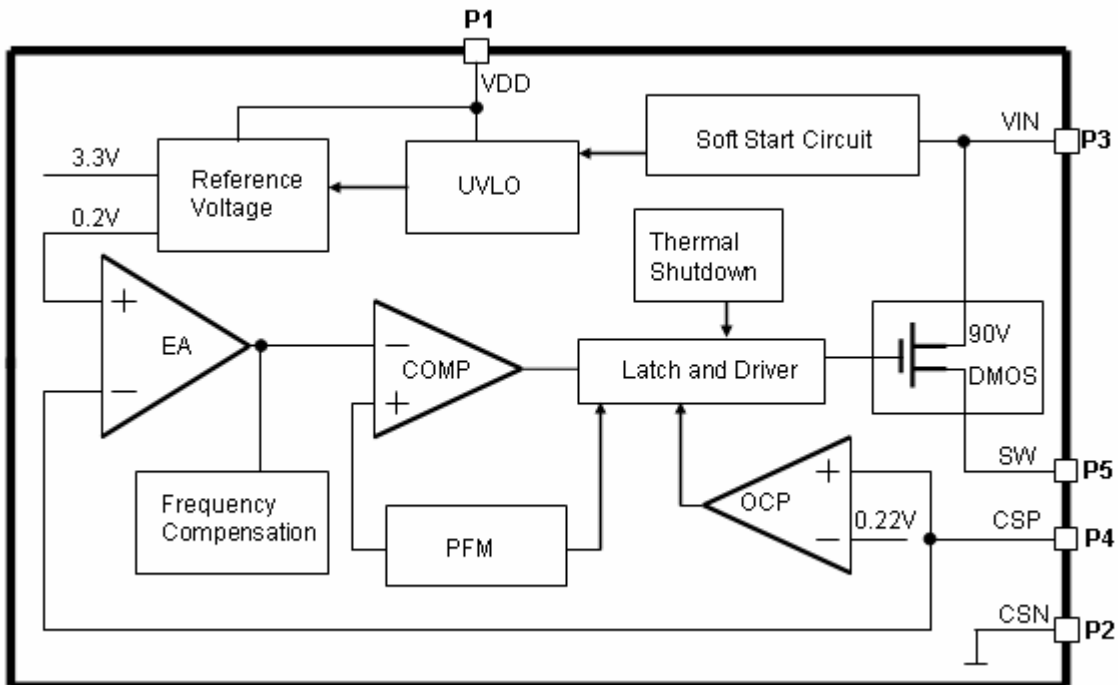 P1
VDD
VIN
P3
Soft Start Circuit
3.3V
Reference
Voltage
UVLO
0.2V
Thermal
Shutdown
+
EA
−
−
COMP
+
Latch and Driver
90V
DMOS
SW
P5
Frequency
Compensation
PFM
+
OCP
0.22V
−
CSP
P4
CSN
P2